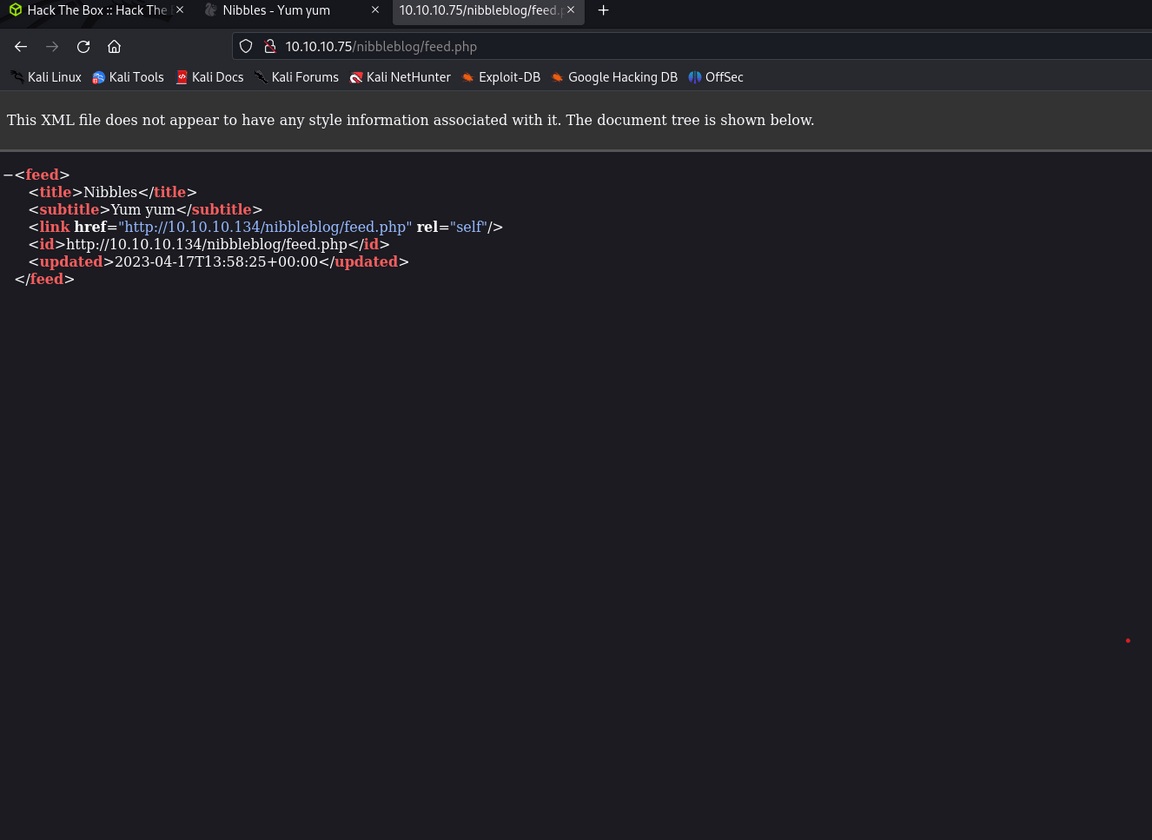 Hack The Box :: Hack The
Nibbles - Yum yum
10.10.10.75/nibbleblog/feed.
10.10.10.75/nibbleblog/feed.php
Kali Linux Kali Tools Kali Docs Kali Forums Kali NetHunter Exploit-DB Google Hacking DB OffSec
This XML file does not appear to have any style information associated with it. The document tree is shown below.
−<feed>
<title>Nibbles</title>
<subtitle>Yum yum</subtitle>
<link href="http://10.10.10.134/nibbleblog/feed.php" rel="self"/>
<id>http://10.10.10.134/nibbleblog/feed.php</id>
<updated>2023-04-17T13:58:25+00:00</updated>
</feed>